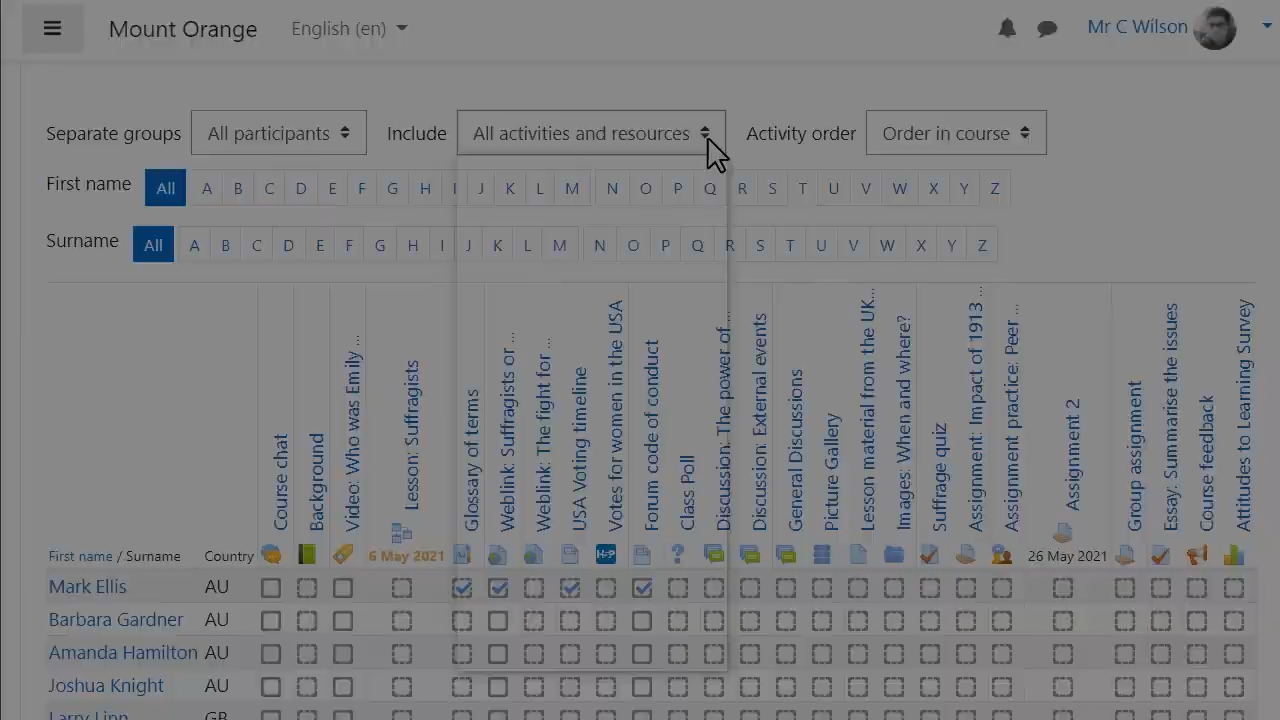 Mount Orange English (en) Mr C Wilson
Separate groups All participants Include All activities and resources Activity order Order in course
First name All A B C D E F G H I J K L M N O P Q R S T U V W X Y Z
Surname All A B C D E F G H I J K L M N O P Q R S T U V W X Y Z
Course chat
Background
Video: Who was Emily ...
Lesson: Suffragists
Glossary of terms
Weblink: Suffragists or ...
Weblink: The fight for ...
USA Voting timeline
Votes for women in the USA
Forum code of conduct
Class Poll
Discussion: The power of...
Discussion: External events
General Discussions
Picture Gallery
Lesson material from the UK...
Images: When and where?
Suffrage quiz
Assignment: Impact of 1913 ...
Assignment practice: Peer ...
Assignment 2
Group assignment
Essay: Summarise the issues
Course feedback
Attitudes to Learning Survey
First name / Surname Country 6 May 2021 H-P ? 26 May 2021
Mark Ellis AU
Barbara Gardner AU
Amanda Hamilton AU
Joshua Knight AU
Larry Linn GB